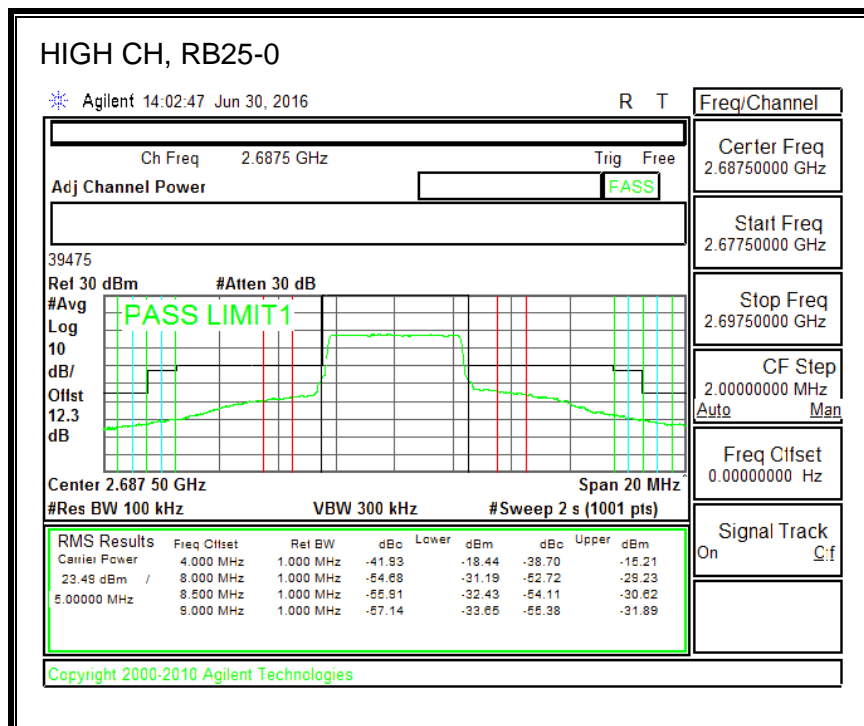 HIGH CH, RB25-0
Agilent 14:02:47 Jun 30, 2016 R T
Freq/Channel
Ch Freq 2.6875 GHz Trig Free
Adj Channel Power PASS
Center Freq
2.68750000 GHz
Start Freq
2.67750000 GHz
Stop Freq
2.69750000 GHz
CF Step
2.00000000 MHz
Auto Man
Freq Offset
0.00000000 Hz
Signal Track
On Off
39475
Ref 30 dBm #Atten 30 dB
#Avg
Log
10
dB/
Offst
12.3
dB
PASS LIMIT1
Center 2.687 50 GHz Span 20 MHz
#Res BW 100 kHz VBW 300 kHz #Sweep 2 s (1001 pts)
RMS Results Freq Offset Ref BW dBc Lower dBm dBc Upper dBm
Carrier Power 4.000 MHz 1.000 MHz -41.93 -18.44 -38.70 -15.21
23.49 dBm / 8.000 MHz 1.000 MHz -54.68 -31.19 -52.72 -29.23
5.00000 MHz 8.500 MHz 1.000 MHz -55.91 -32.43 -54.11 -30.62
9.000 MHz 1.000 MHz -57.14 -33.65 -55.38 -31.89
Copyright 2000-2010 Agilent Technologies